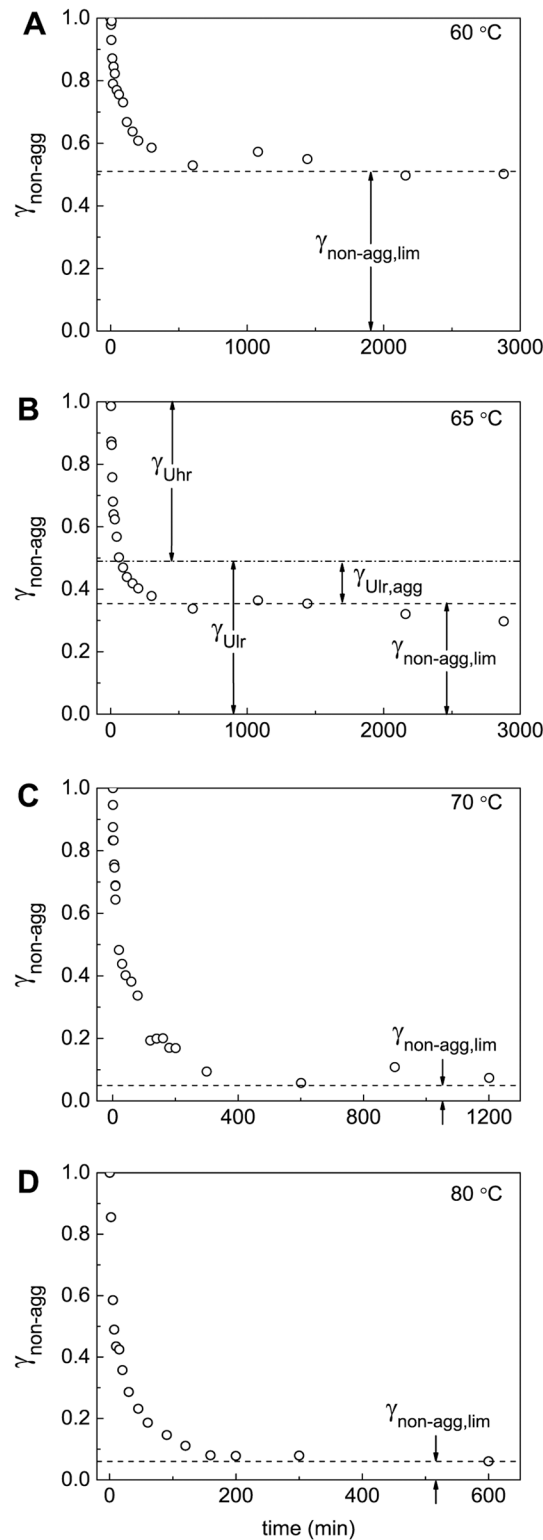 A
60 °C
γnon-agg
1.0
0.8
0.6
0.4
0.2
0.0
γnon-agg,lim
0
1000
2000
3000
B
65 °C
γnon-agg
1.0
0.8
0.6
0.4
0.2
0.0
γUhr
γUlr,agg
γUlr
γnon-agg,lim
0
1000
2000
3000
C
70 °C
γnon-agg
1.0
0.8
0.6
0.4
0.2
0.0
γnon-agg,lim
0
400
800
1200
D
80 °C
γnon-agg
1.0
0.8
0.6
0.4
0.2
0.0
γnon-agg,lim
0
200
400
600
time (min)